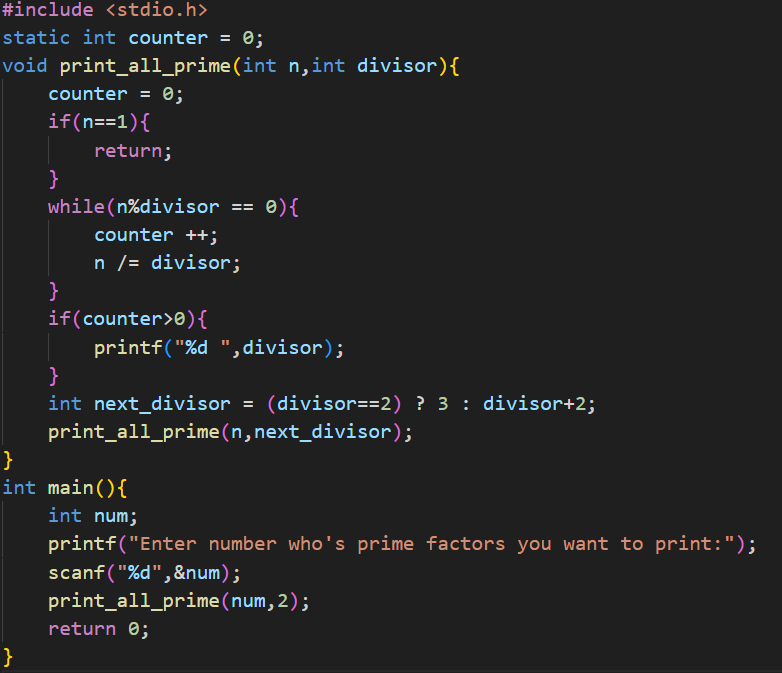 #include <stdio.h>
static int counter = 0;
void print_all_prime(int n,int divisor){
    counter = 0;
    if(n==1){
        return;
    }
    while(n%divisor == 0){
        counter ++;
        n /= divisor;
    }
    if(counter>0){
        printf("%d ",divisor);
    }
    int next_divisor = (divisor==2) ? 3 : divisor+2;
    print_all_prime(n,next_divisor);
}
int main(){
    int num;
    printf("Enter number who's prime factors you want to print:");
    scanf("%d",&num);
    print_all_prime(num,2);
    return 0;
}